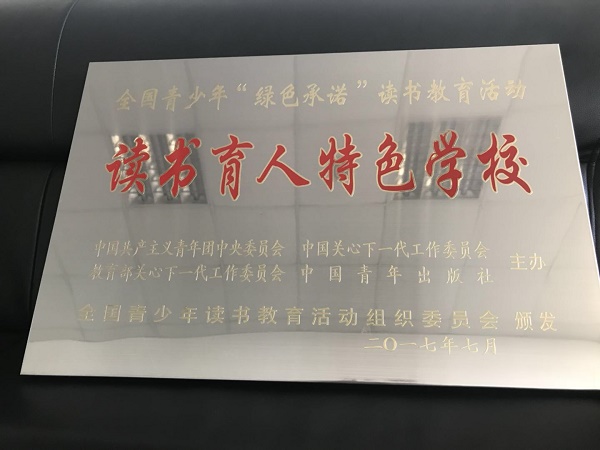 全国青少年“绿色承诺”读书教育活动
读书育人特色学校
中国共产主义青年团中央委员会 中国关心下一代工作委员会
教育部关心下一代工作委员会 中国青年出版社 主办
全国青少年读书教育活动组织委员会 颁发
二〇一七年七月